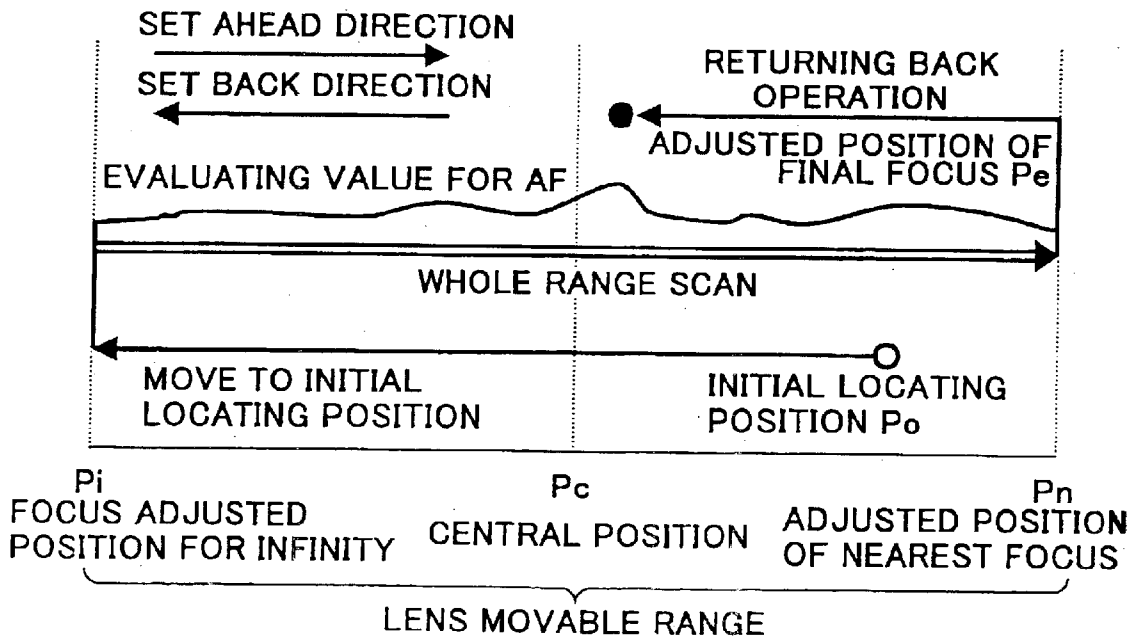 SET AHEAD DIRECTION
SET BACK DIRECTION
RETURNING BACK
OPERATION
ADJUSTED POSITION OF
FINAL FOCUS Pe
EVALUATING VALUE FOR AF
WHOLE RANGE SCAN
MOVE TO INITIAL
LOCATING POSITION
INITIAL LOCATING
POSITION Po
Pi
FOCUS ADJUSTED
POSITION FOR INFINITY
Pc
CENTRAL POSITION
Pn
ADJUSTED POSITION
OF NEAREST FOCUS
LENS MOVABLE RANGE